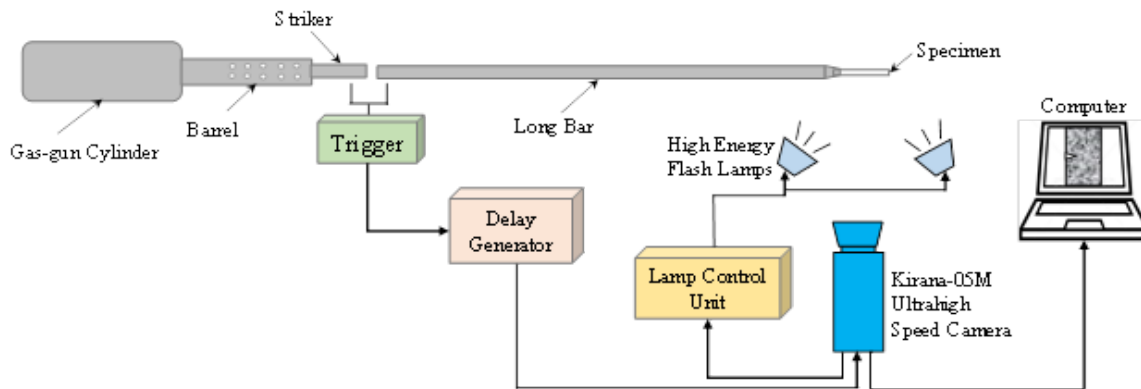 Striker
Specimen
Barrel
Gas-gun Cylinder
Long Bar
Computer
Trigger
High Energy
Flash Lamps
Delay
Generator
Lamp Control
Unit
Kirana-05M
Ultrahigh
Speed Camera